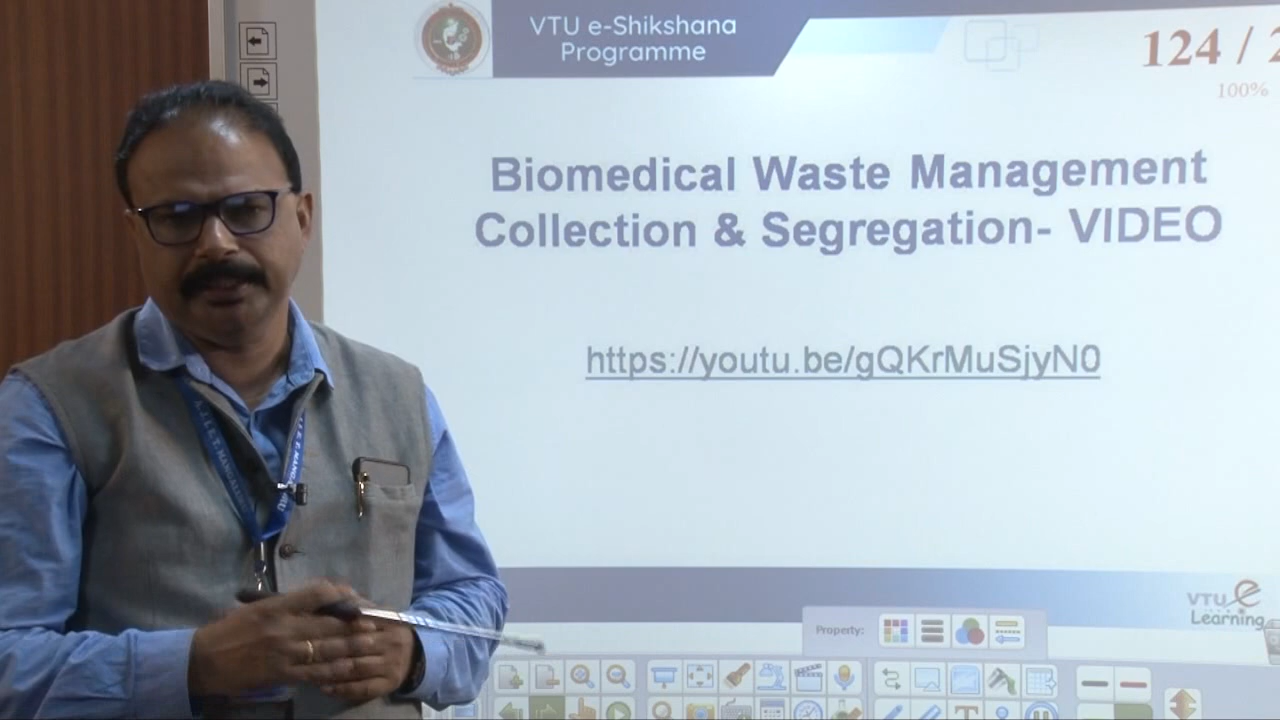 VTU e-Shikshana
Programme
124 / 2
100%
Biomedical Waste Management
Collection & Segregation- VIDEO
https://youtu.be/gQKrMuSjyN0
Property:
VTU
Learning